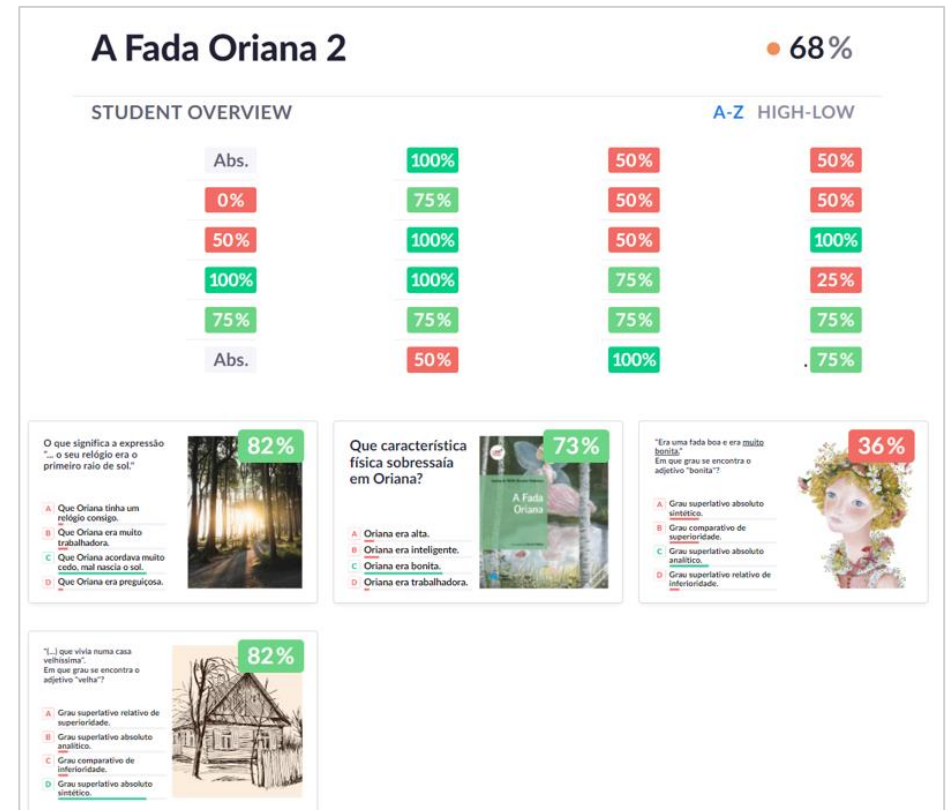 A Fada Oriana 2
68%
STUDENT OVERVIEW
A-Z HIGH-LOW
Abs. 100% 50% 50%
0% 75% 50% 50%
50% 100% 50% 100%
100% 100% 75% 25%
75% 75% 75% 75%
Abs. 50% 100% . 75%
O que significa a expressão
"... o seu relógio era o
primeiro raio de sol."
82%
A Que Oriana tinha um
relógio consigo.
B Que Oriana era muito
trabalhadora.
C Que Oriana acordava muito
cedo, mal nascia o sol.
D Que Oriana era preguiçosa.
Que característica
física sobressaía
em Oriana?
73%
A Fada
Oriana
A Oriana era alta.
B Oriana era inteligente.
C Oriana era bonita.
D Oriana era trabalhadora.
"Era uma fada boa e era muito
bonita."
Em que grau se encontra o
adjetivo "bonita"?
36%
A Grau superlativo absoluto
sintético.
B Grau comparativo de
superioridade.
C Grau superlativo absoluto
analítico.
D Grau superlativo relativo de
inferioridade.
"(...) que vivia numa casa
velhíssima".
Em que grau se encontra o
adjetivo "velha"?
82%
A Grau superlativo relativo de
superioridade.
B Grau superlativo absoluto
analítico.
C Grau comparativo de
inferioridade.
D Grau superlativo absoluto
sintético.